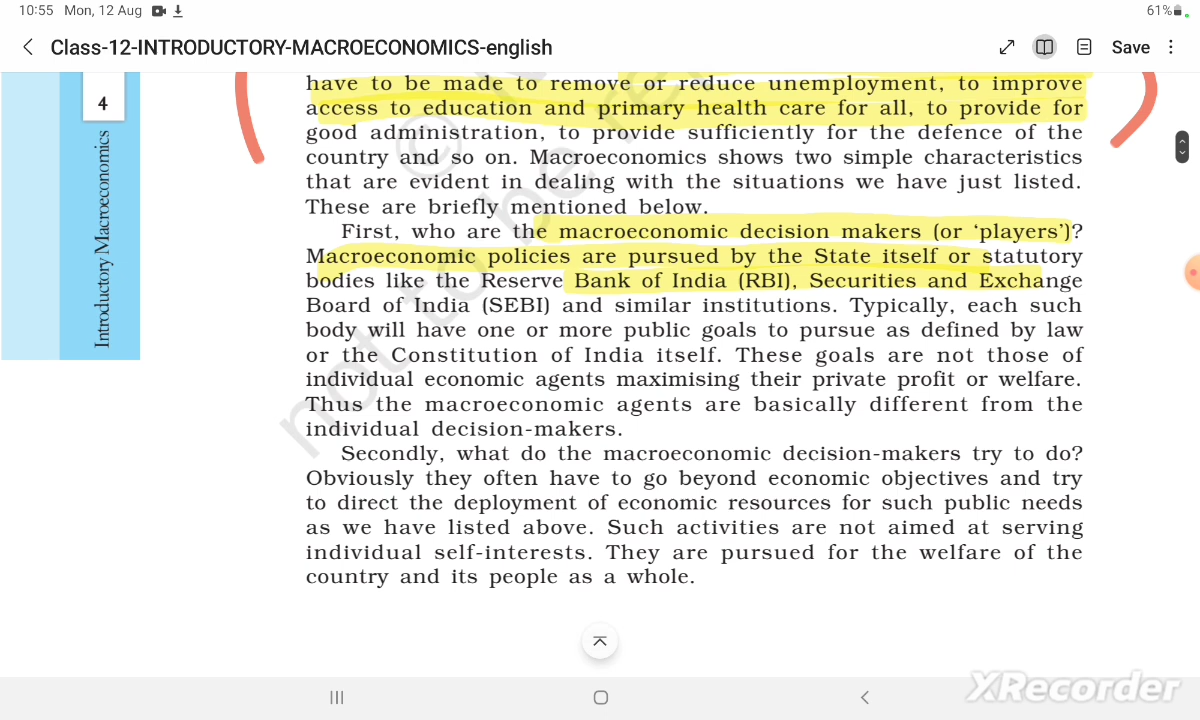 10:55 Mon, 12 Aug
61%
Class-12-INTRODUCTORY-MACROECONOMICS-english
Save
4
Introductory Macroeconomics
have to be made to remove or reduce unemployment, to improve
access to education and primary health care for all, to provide for
good administration, to provide sufficiently for the defence of the
country and so on. Macroeconomics shows two simple characteristics
that are evident in dealing with the situations we have just listed.
These are briefly mentioned below.
First, who are the macroeconomic decision makers (or ‘players’)?
Macroeconomic policies are pursued by the State itself or statutory
bodies like the Reserve Bank of India (RBI), Securities and Exchange
Board of India (SEBI) and similar institutions. Typically, each such
body will have one or more public goals to pursue as defined by law
or the Constitution of India itself. These goals are not those of
individual economic agents maximising their private profit or welfare.
Thus the macroeconomic agents are basically different from the
individual decision-makers.
Secondly, what do the macroeconomic decision-makers try to do?
Obviously they often have to go beyond economic objectives and try
to direct the deployment of economic resources for such public needs
as we have listed above. Such activities are not aimed at serving
individual self-interests. They are pursued for the welfare of the
country and its people as a whole.
©
not to be re
XRecorder